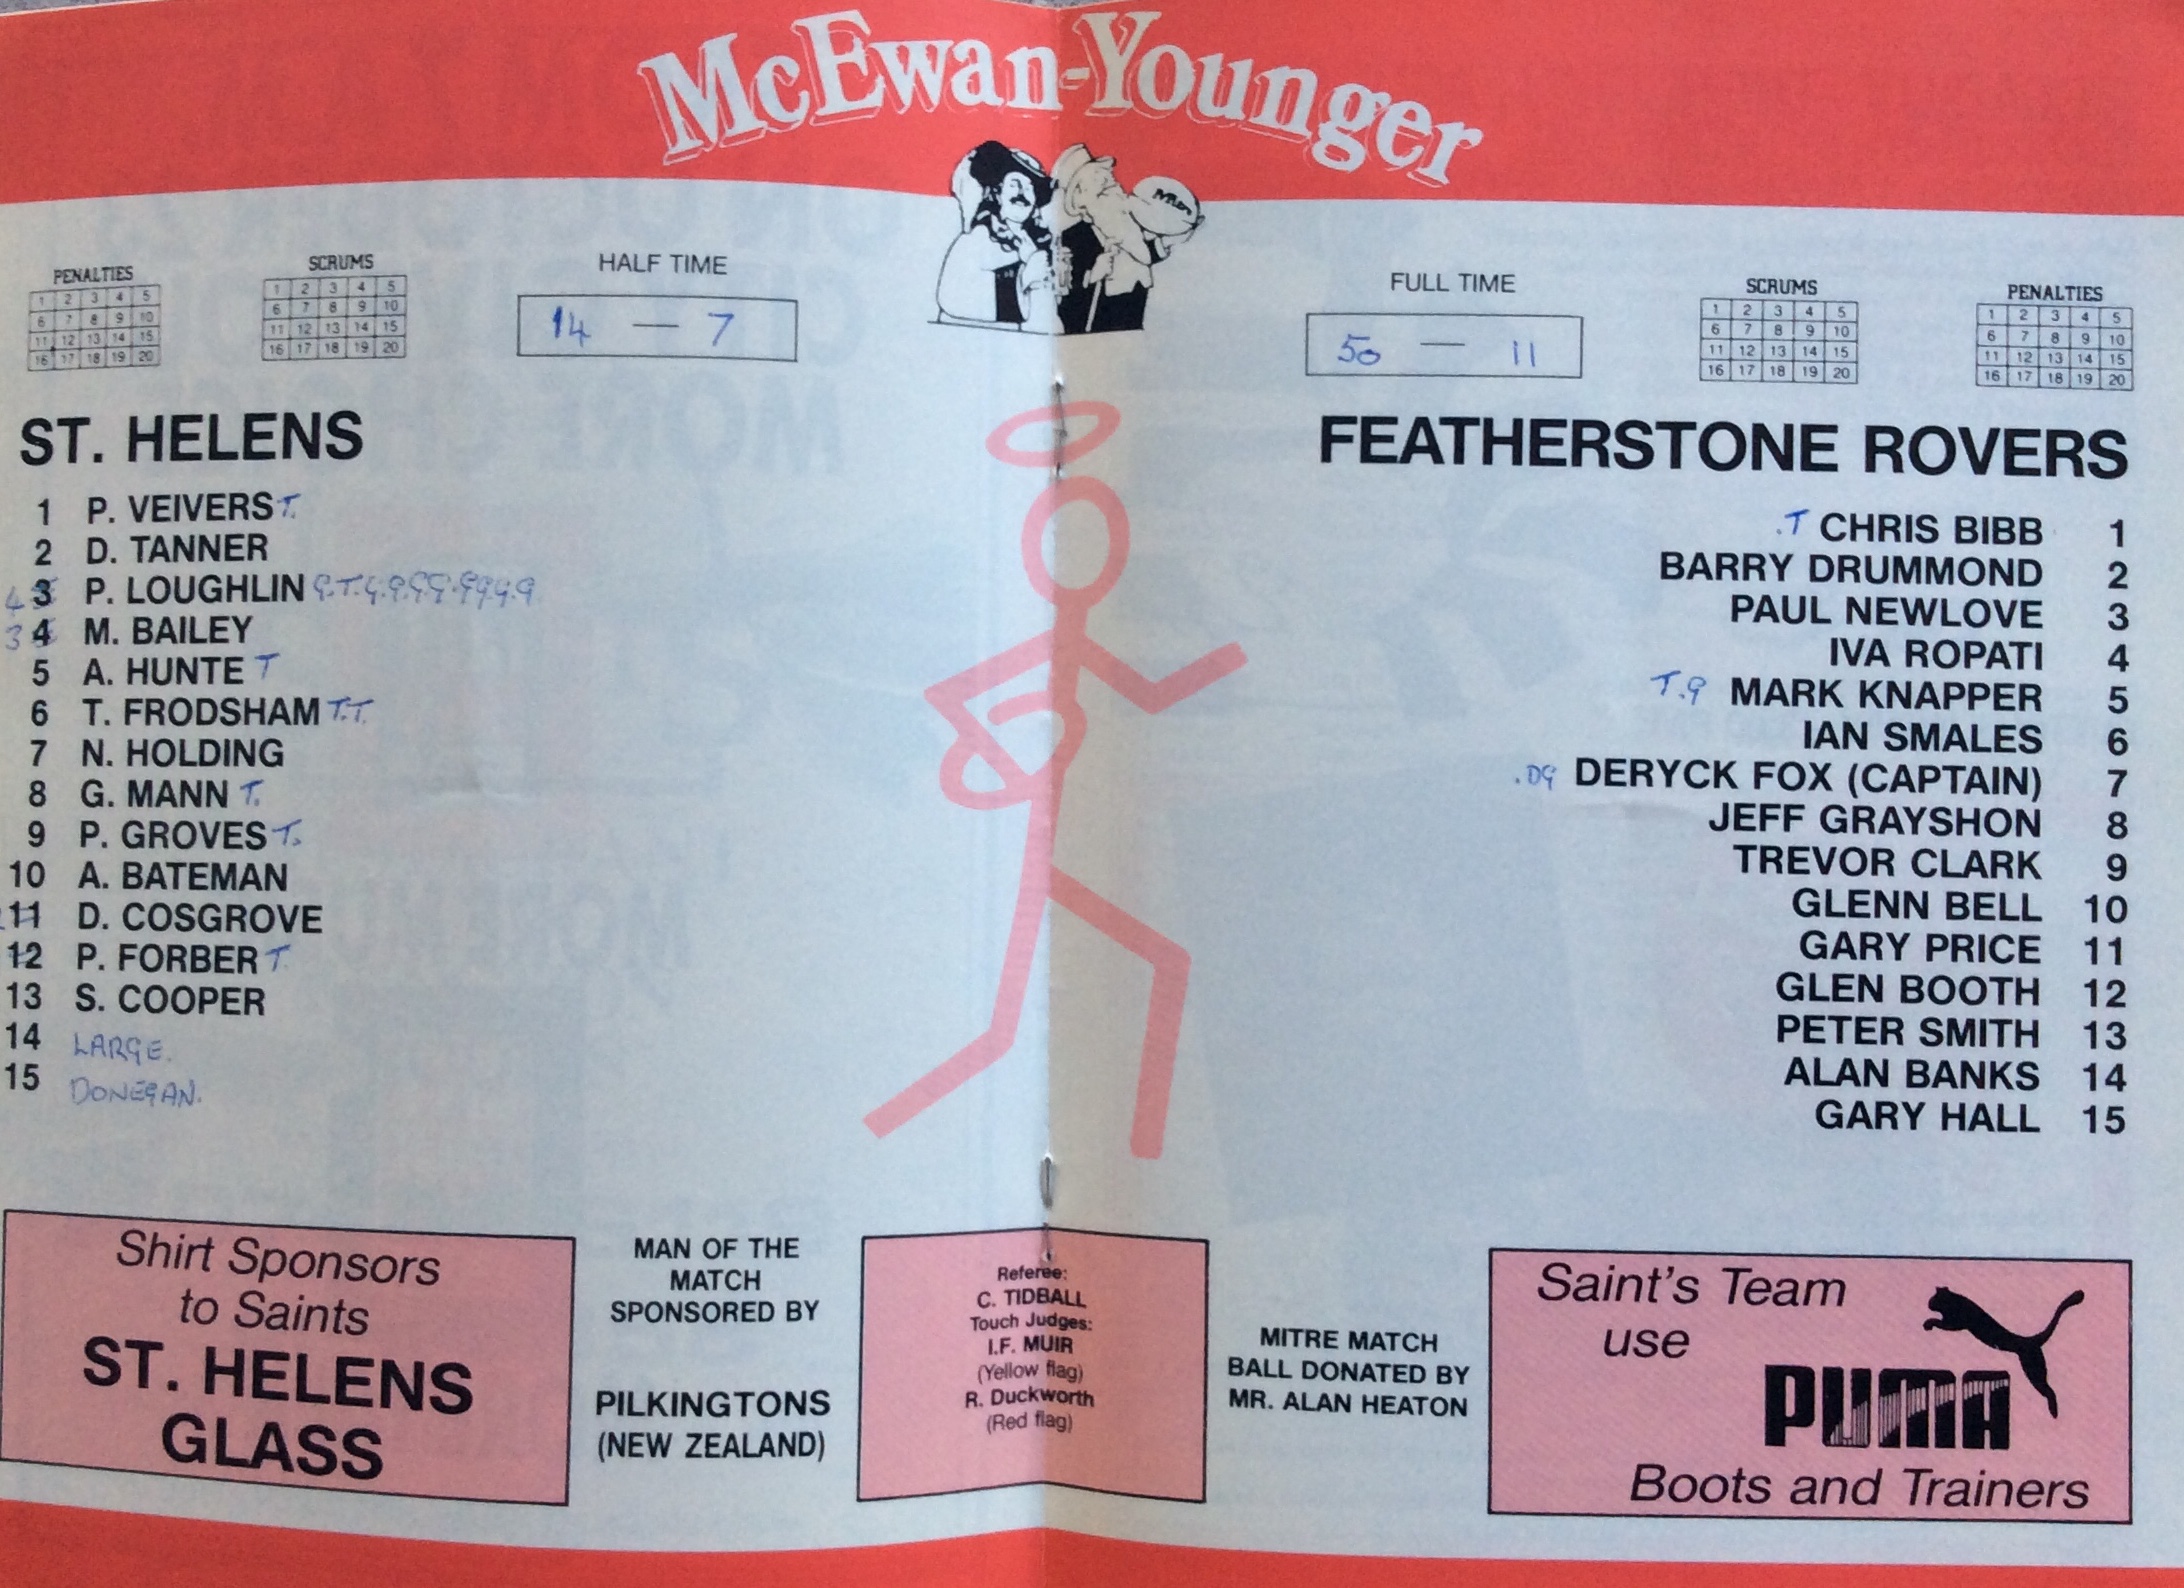 McEwan-Younger
PENALTIES
1 2 3 4 5
6 7 8 9 10
11 12 13 14 15
16 17 18 19 20
SCRUMS
1 2 3 4 5
6 7 8 9 10
11 12 13 14 15
16 17 18 19 20
HALF TIME
14 — 7
FULL TIME
50 — 11
SCRUMS
1 2 3 4 5
6 7 8 9 10
11 12 13 14 15
16 17 18 19 20
PENALTIES
1 2 3 4 5
6 7 8 9 10
11 12 13 14 15
16 17 18 19 20
ST. HELENS
1 P. VEIVERS T.
2 D. TANNER
4 3 P. LOUGHLIN
3 4 M. BAILEY
5 A. HUNTE T
6 T. FRODSHAM T.T.
7 N. HOLDING
8 G. MANN T.
9 P. GROVES T.
10 A. BATEMAN
11 D. COSGROVE
12 P. FORBER T
13 S. COOPER
14 LARGE.
15 DONEGAN.
FEATHERSTONE ROVERS
.T CHRIS BIBB 1
BARRY DRUMMOND 2
PAUL NEWLOVE 3
IVA ROPATI 4
T.G MARK KNAPPER 5
IAN SMALES 6
.DG DERYCK FOX (CAPTAIN) 7
JEFF GRAYSHON 8
TREVOR CLARK 9
GLENN BELL 10
GARY PRICE 11
GLEN BOOTH 12
PETER SMITH 13
ALAN BANKS 14
GARY HALL 15
Shirt Sponsors
to Saints
ST. HELENS
GLASS
MAN OF THE
MATCH
SPONSORED BY
PILKINGTONS
(NEW ZEALAND)
Referee:
C. TIDBALL
Touch Judges:
I.F. MUIR
(Yellow flag)
R. Duckworth
(Red flag)
MITRE MATCH
BALL DONATED BY
MR. ALAN HEATON
Saint's Team
use
PUMA
Boots and Trainers